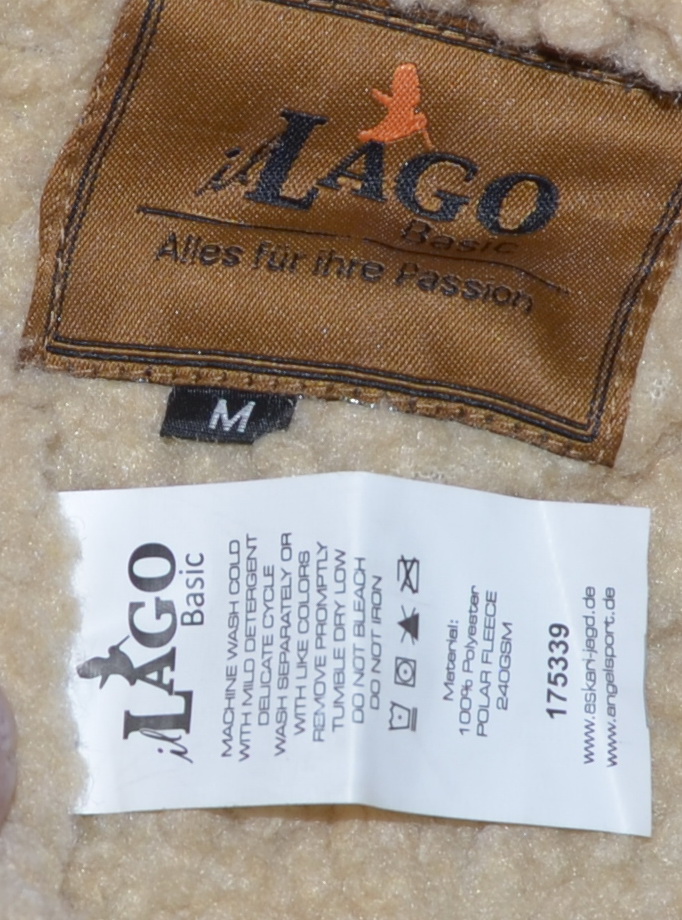 il LAGO
Basic
Alles für ihre Passion
M
il LAGO
Basic
MACHINE WASH COLD
WITH MILD DETERGENT
DELICATE CYCLE
WASH SEPARATELY OR
WITH LIKE COLORS
REMOVE PROMPTLY
TUMBLE DRY LOW
DO NOT BLEACH
DO NOT IRON
Material:
100% Polyester
POLAR FLEECE
240GSM
175339
www.askari-jagd.de
www.angelsport.de